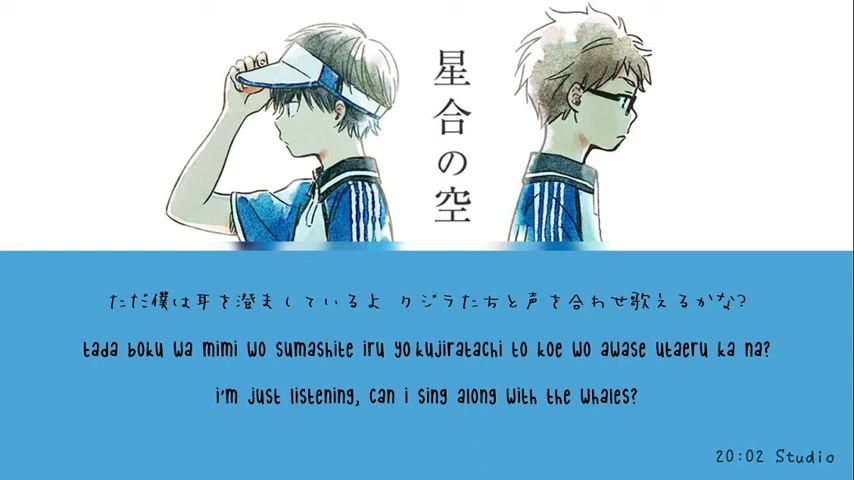 星合の空
ただ僕は耳を澄ましているよ クジラたちと声を合わせ歌えるかな?
tada boku wa mimi wo sumashite iru yo kujiratachi to koe wo awase utaeru ka na?
i'm just listening, can i sing along with the whales?
20:02 Studio